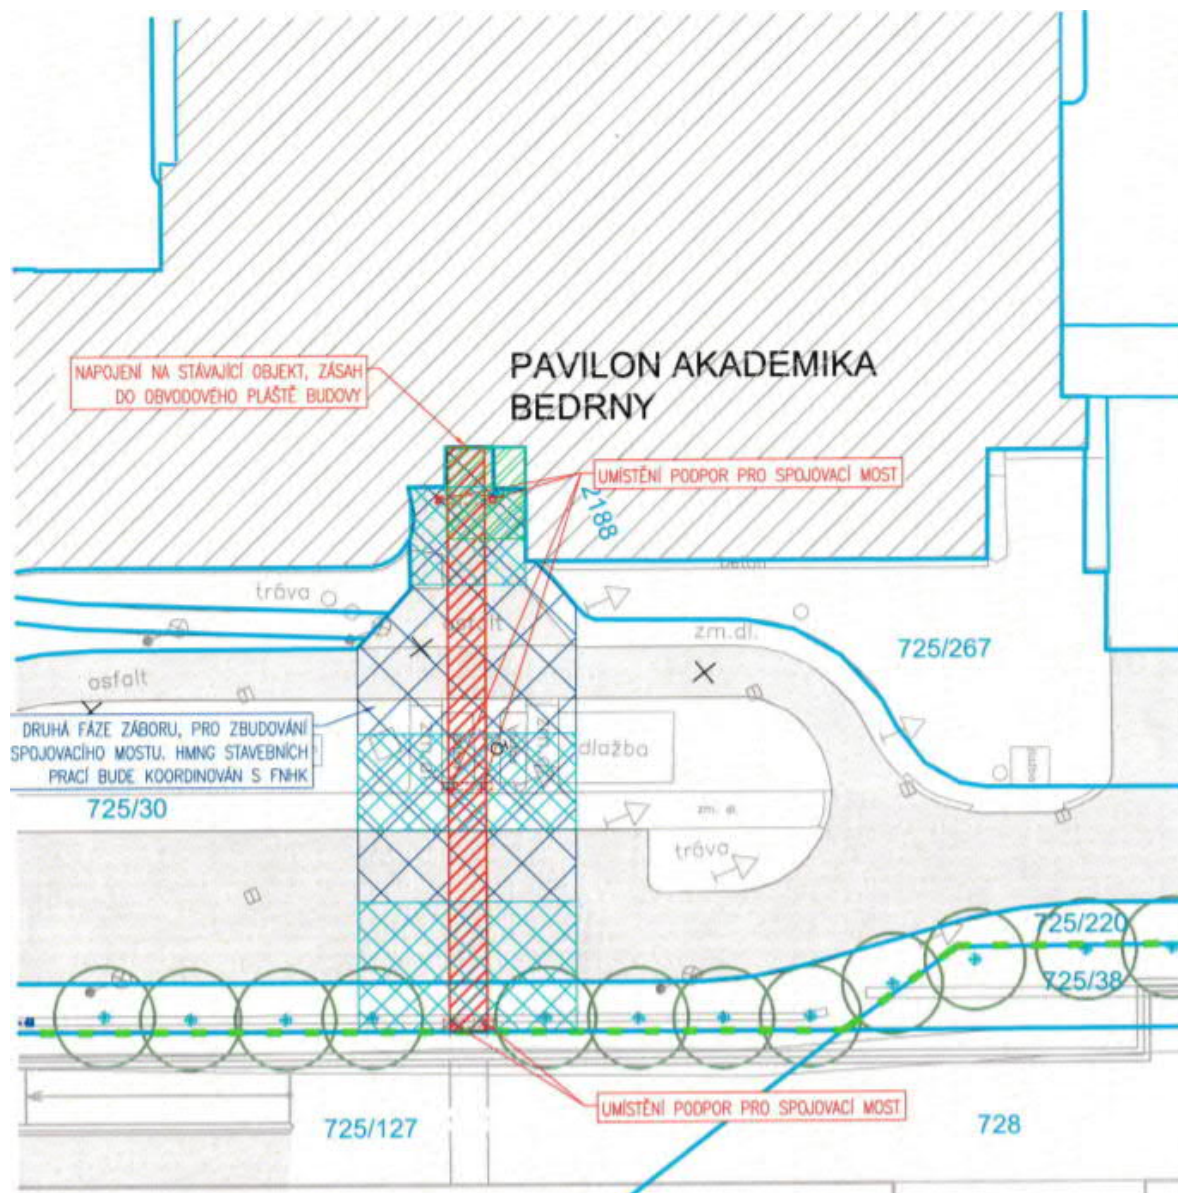 NAPOJENÍ NA STÁVAJÍCÍ OBJEKT, ZÁSAH
DO OBVODOVÉHO PLÁŠTĚ BUDOVY
PAVILON AKADEMIKA
BEDRNY
UMÍSTĚNÍ PODPOR PRO SPOJOVACÍ MOST
2188
tráva
zm.dl.
725/267
asfalt
DRUHÁ FÁZE ZÁBORU, PRO ZBUDOVÁNÍ
SPOJOVACÍHO MOSTU. HMNG STAVEBNÍCH
PRACÍ BUDE KOORDINOVÁN S FNHK
dlažba
725/30
zm. dl.
tráva
725/220
725/38
UMÍSTĚNÍ PODPOR PRO SPOJOVACÍ MOST
725/127
728